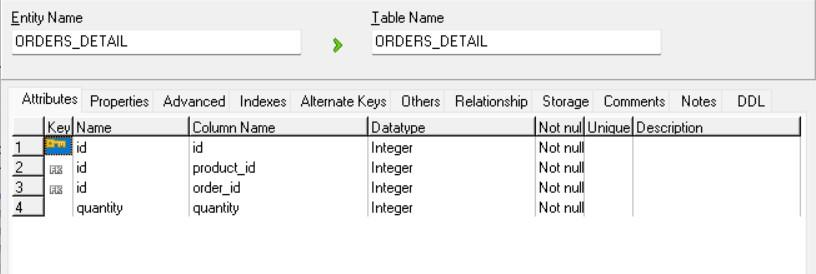 Entity Name Table Name
ORDERS_DETAIL ORDERS_DETAIL
Attributes Properties Advanced Indexes Alternate Keys Others Relationship Storage Comments Notes DDL
Key Name Column Name Datatype Not nul Unique Description
1 id id Integer Not null
2 FK id product_id Integer Not null
3 FK id order_id Integer Not null
4 quantity quantity Integer Not null